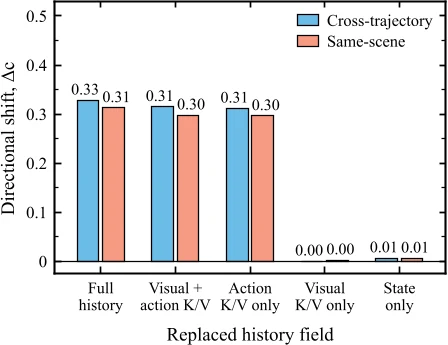 Directional shift, Δc
0.5
0.4
0.3
0.2
0.1
0
Cross-trajectory
Same-scene
0.33 0.31 0.31 0.30 0.31 0.30 0.00 0.00 0.01 0.01
Full Visual + Action Visual State
history action K/V K/V only K/V only only
Replaced history field